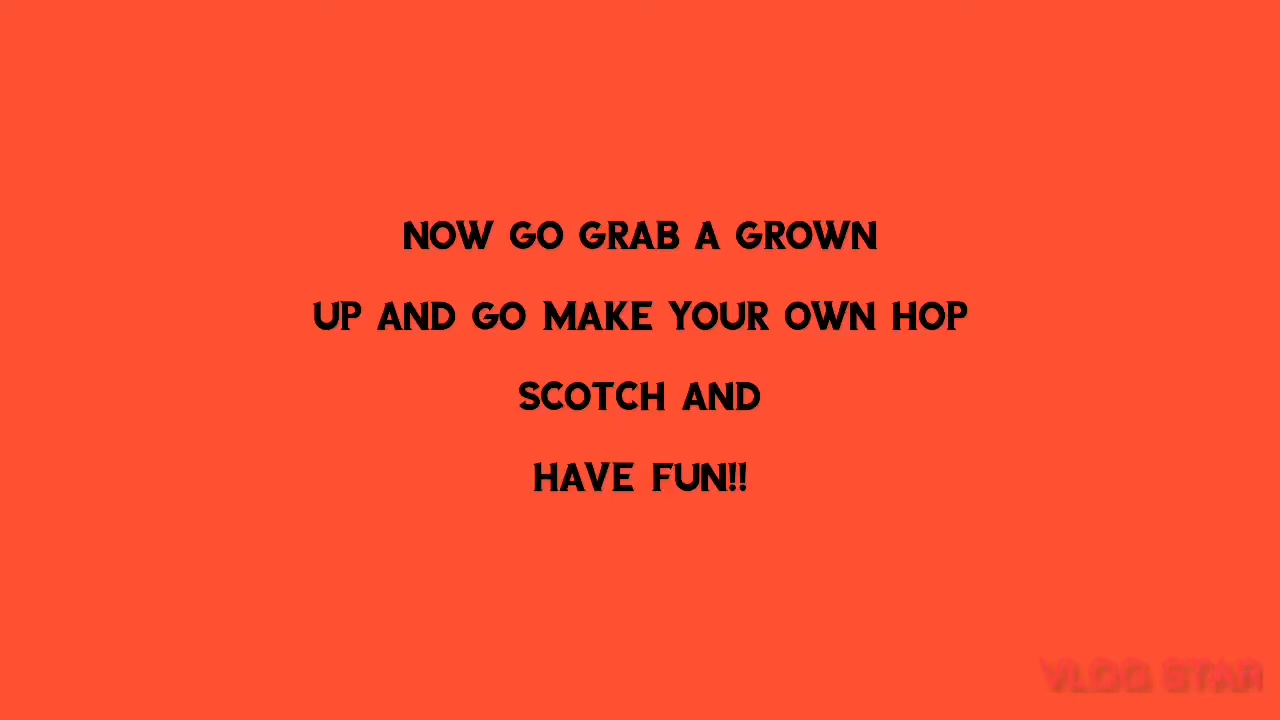 NOW GO GRAB A GROWN
UP AND GO MAKE YOUR OWN HOP
SCOTCH AND
HAVE FUN!!
VLOG STAR